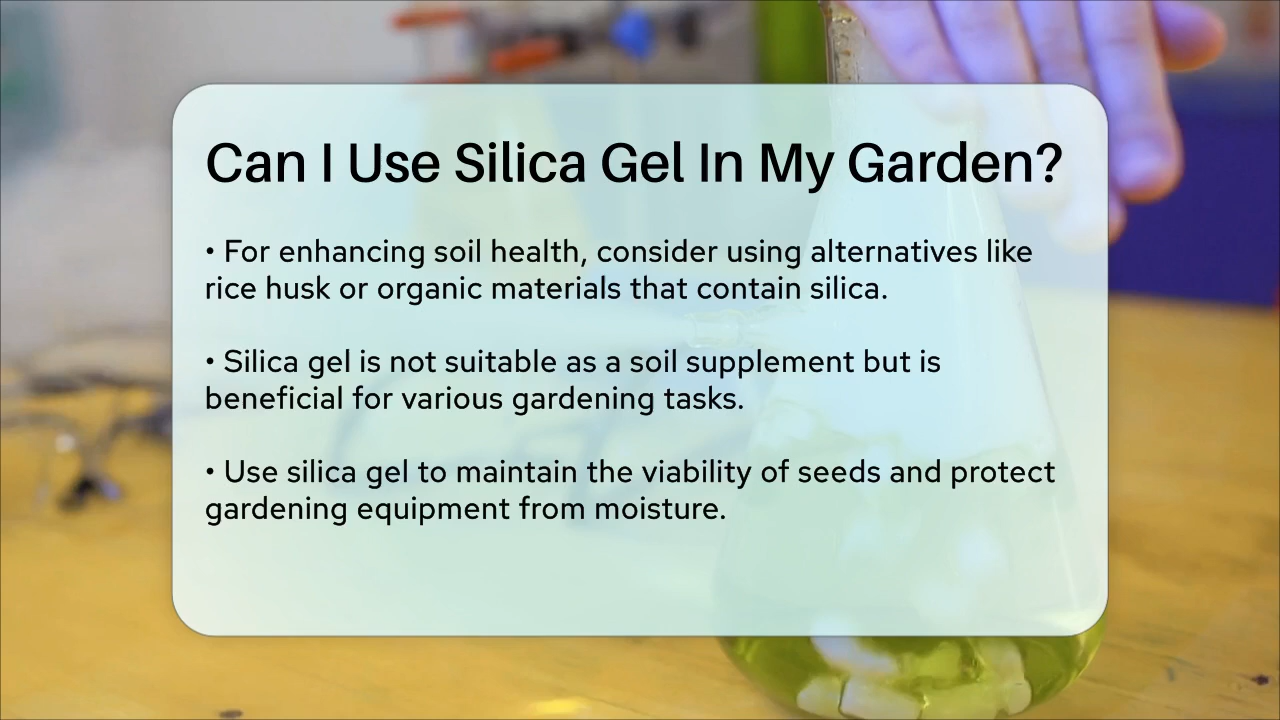 Can I Use Silica Gel In My Garden?
• For enhancing soil health, consider using alternatives like
rice husk or organic materials that contain silica.
• Silica gel is not suitable as a soil supplement but is
beneficial for various gardening tasks.
• Use silica gel to maintain the viability of seeds and protect
gardening equipment from moisture.